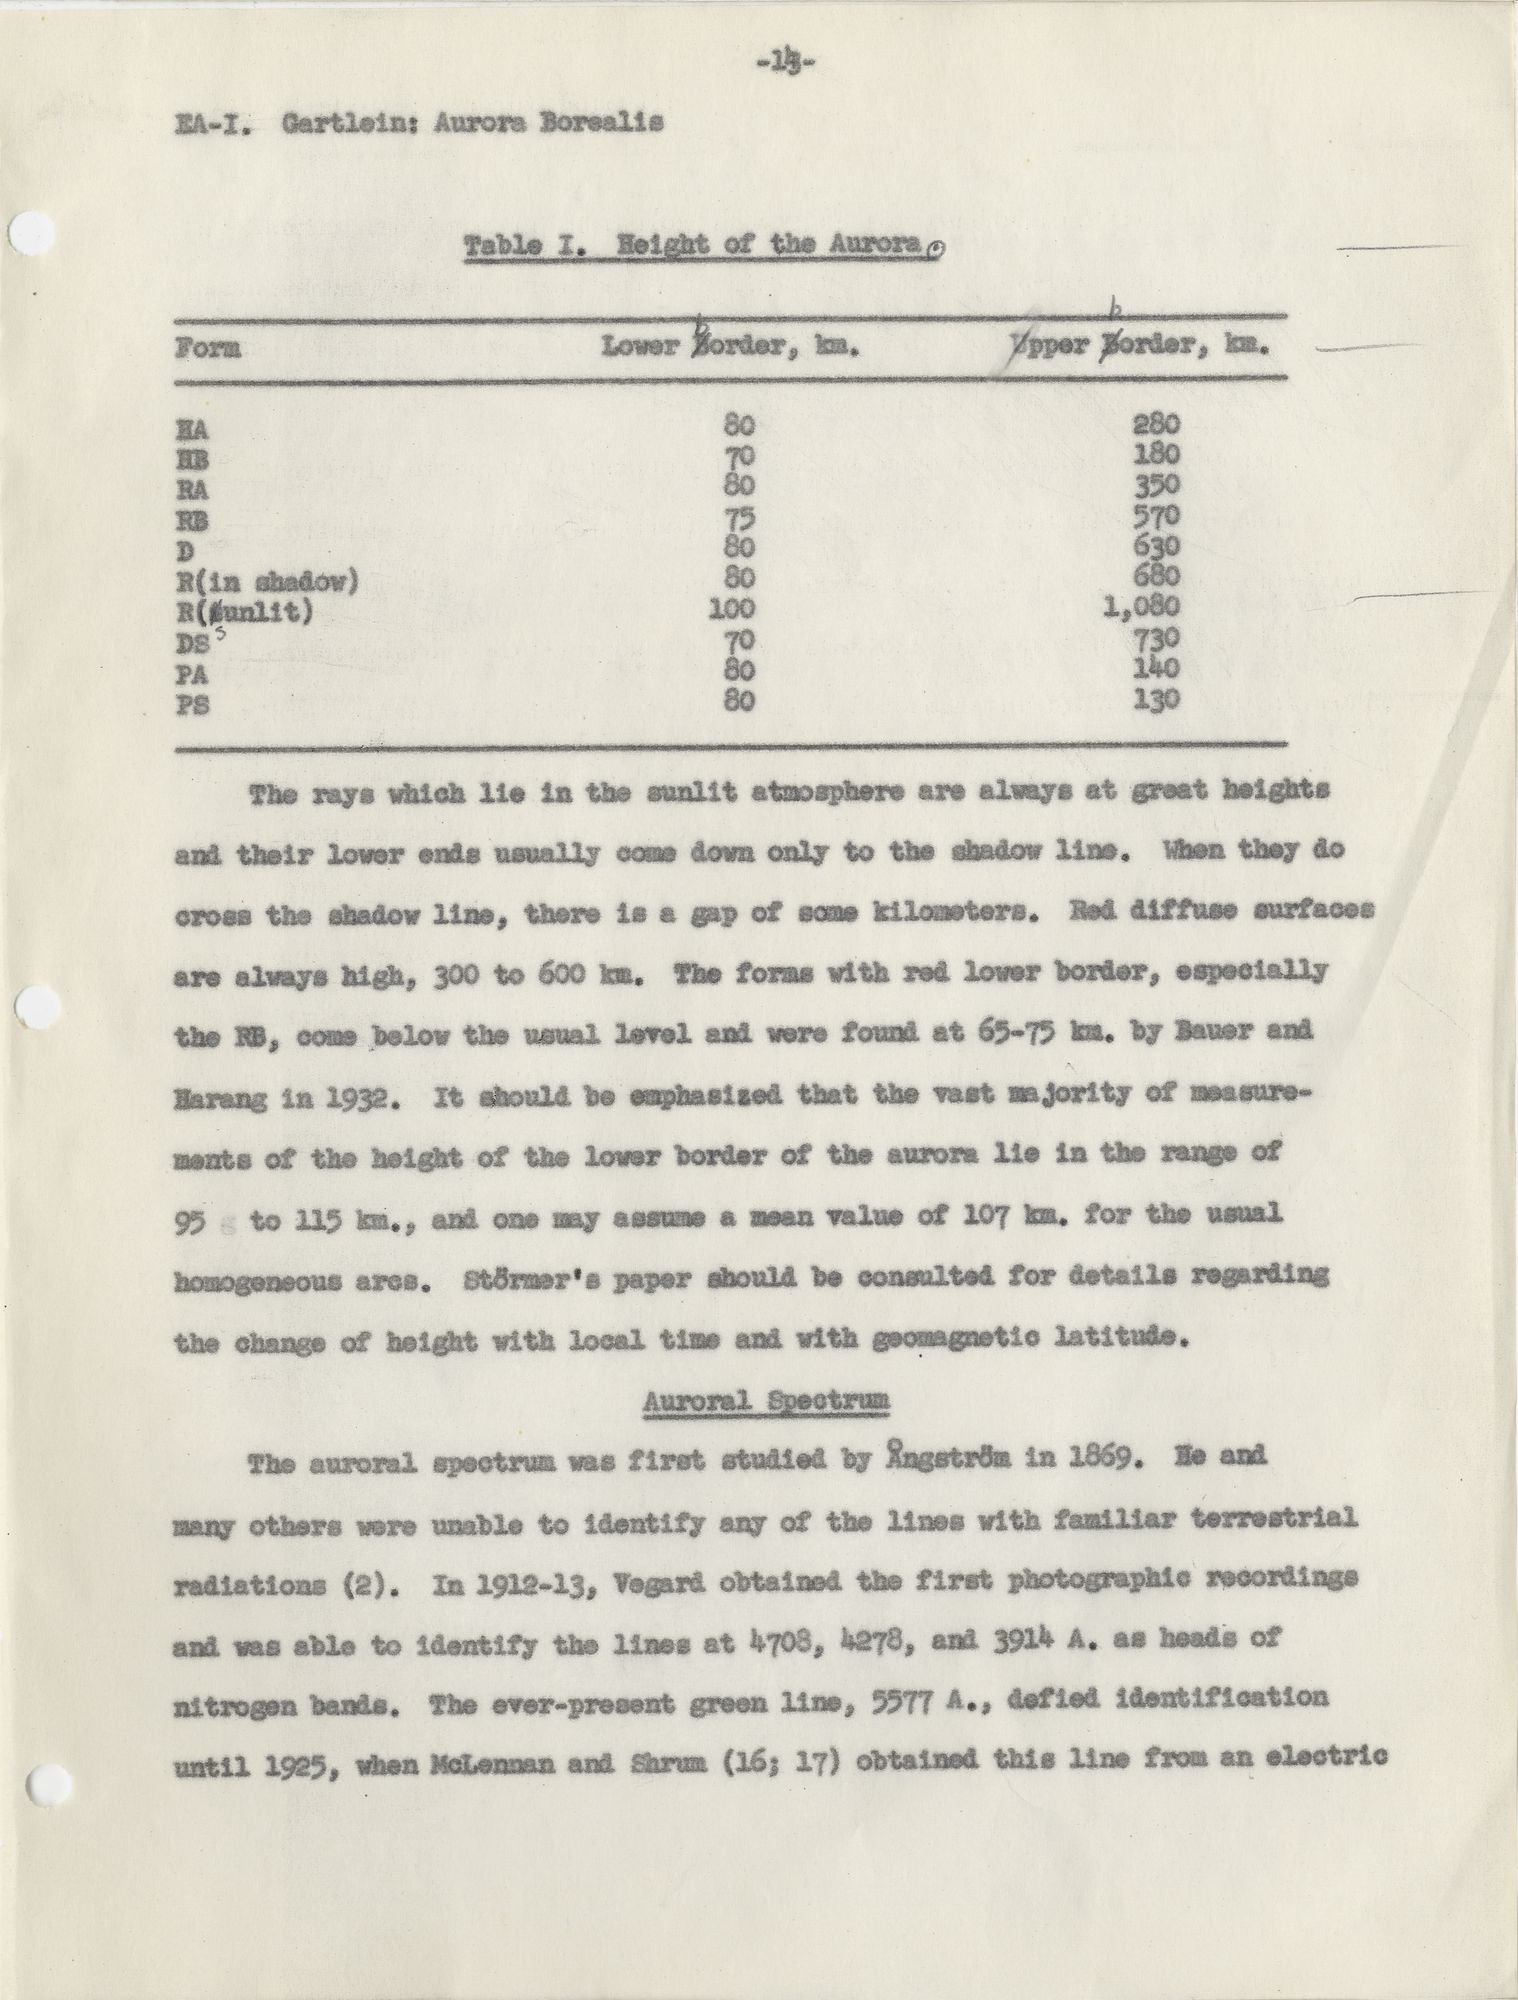 -14-
EA-I. Gartlein: Aurora Borealis
Table I. Height of the Aurora.
Form Lower border, km. Upper border, km.
HA 80 280
HB 70 180
RA 80 350
RB 75 570
D 80 630
R(in shadow) 80 680
R(sunlit) 100 1,080
DS 70 730
PA 80 140
PS 80 130
The rays which lie in the sunlit atmosphere are always at great heights
and their lower ends usually come down only to the shadow line. When they do
cross the shadow line, there is a gap of some kilometers. Red diffuse surfaces
are always high, 300 to 600 km. The forms with red lower border, especially
the RB, come below the usual level and were found at 65-75 km. by Bauer and
Harang in 1932. It should be emphasized that the vast majority of measure-
ments of the height of the lower border of the aurora lie in the range of
95 to 115 km., and one may assume a mean value of 107 km. for the usual
homogeneous arcs. Störmer's paper should be consulted for details regarding
the change of height with local time and with geomagnetic latitude.
Auroral Spectrum
The auroral spectrum was first studied by Ångström in 1869. He and
many others were unable to identify any of the lines with familiar terrestrial
radiations (2). In 1912-13, Vegard obtained the first photographic recordings
and was able to identify the lines at 4708, 4278, and 3914 A. as heads of
nitrogen bands. The ever-present green line, 5577 A., defied identification
until 1925, when McLennan and Shrum (16; 17) obtained this line from an electric